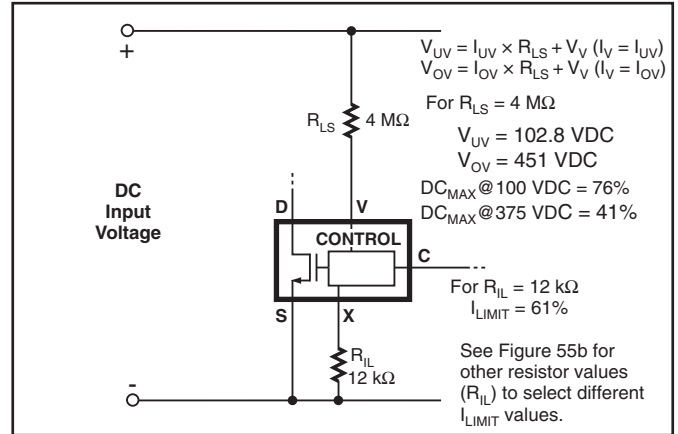 +
V_UV = I_UV × R_LS + V_V (I_V = I_UV)
V_OV = I_OV × R_LS + V_V (I_V = I_OV)
For R_LS = 4 MΩ
R_LS 4 MΩ
V_UV = 102.8 VDC
V_OV = 451 VDC
DC_MAX@100 VDC = 76%
DC_MAX@375 VDC = 41%
DC
Input
Voltage
D
V
CONTROL
C
S
X
For R_IL = 12 kΩ
I_LIMIT = 61%
R_IL
12 kΩ
See Figure 55b for
other resistor values
(R_IL) to select different
I_LIMIT values.
-